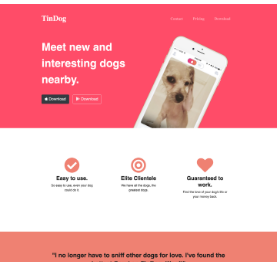 TinDog
Contact Pricing Download
Meet new and
interesting dogs
nearby.
Download Download
Easy to use.
So easy to use, even your dog
could do it.
Elite Clientele
We have all the dogs, the
greatest dogs.
Guaranteed to
work.
Find the love of your dog's life or
your money back.
"I no longer have to sniff other dogs for love. I've found the